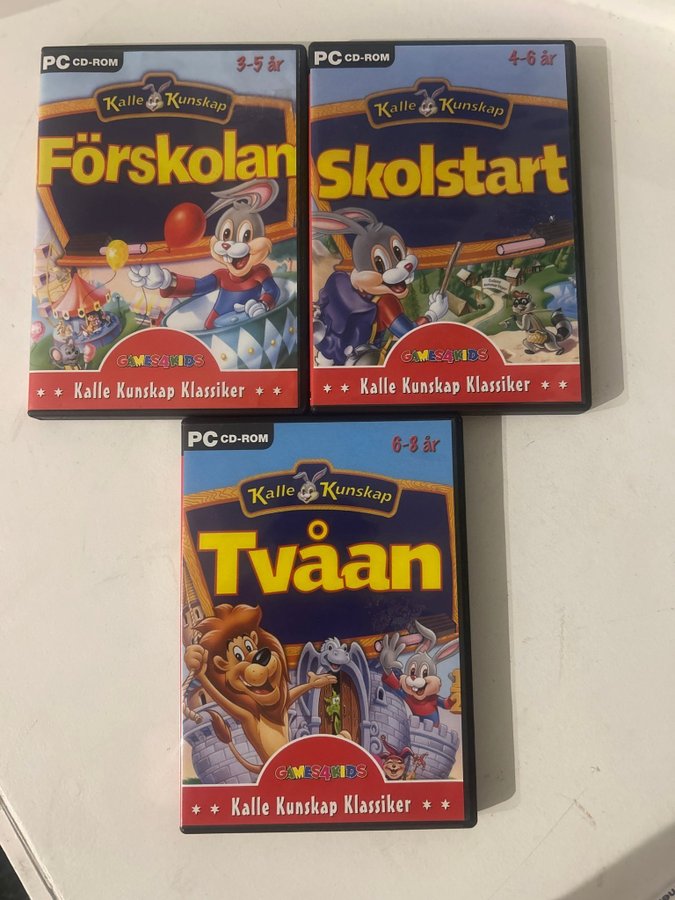 PC CD-ROM
3-5 år
Kalle Kunskap
Förskolan
GAMES4KIDS
Kalle Kunskap Klassiker
PC CD-ROM
4-6 år
Kalle Kunskap
Skolstart
GAMES4KIDS
Kalle Kunskap Klassiker
PC CD-ROM
6-8 år
Kalle Kunskap
Tvåan
GAMES4KIDS
Kalle Kunskap Klassiker